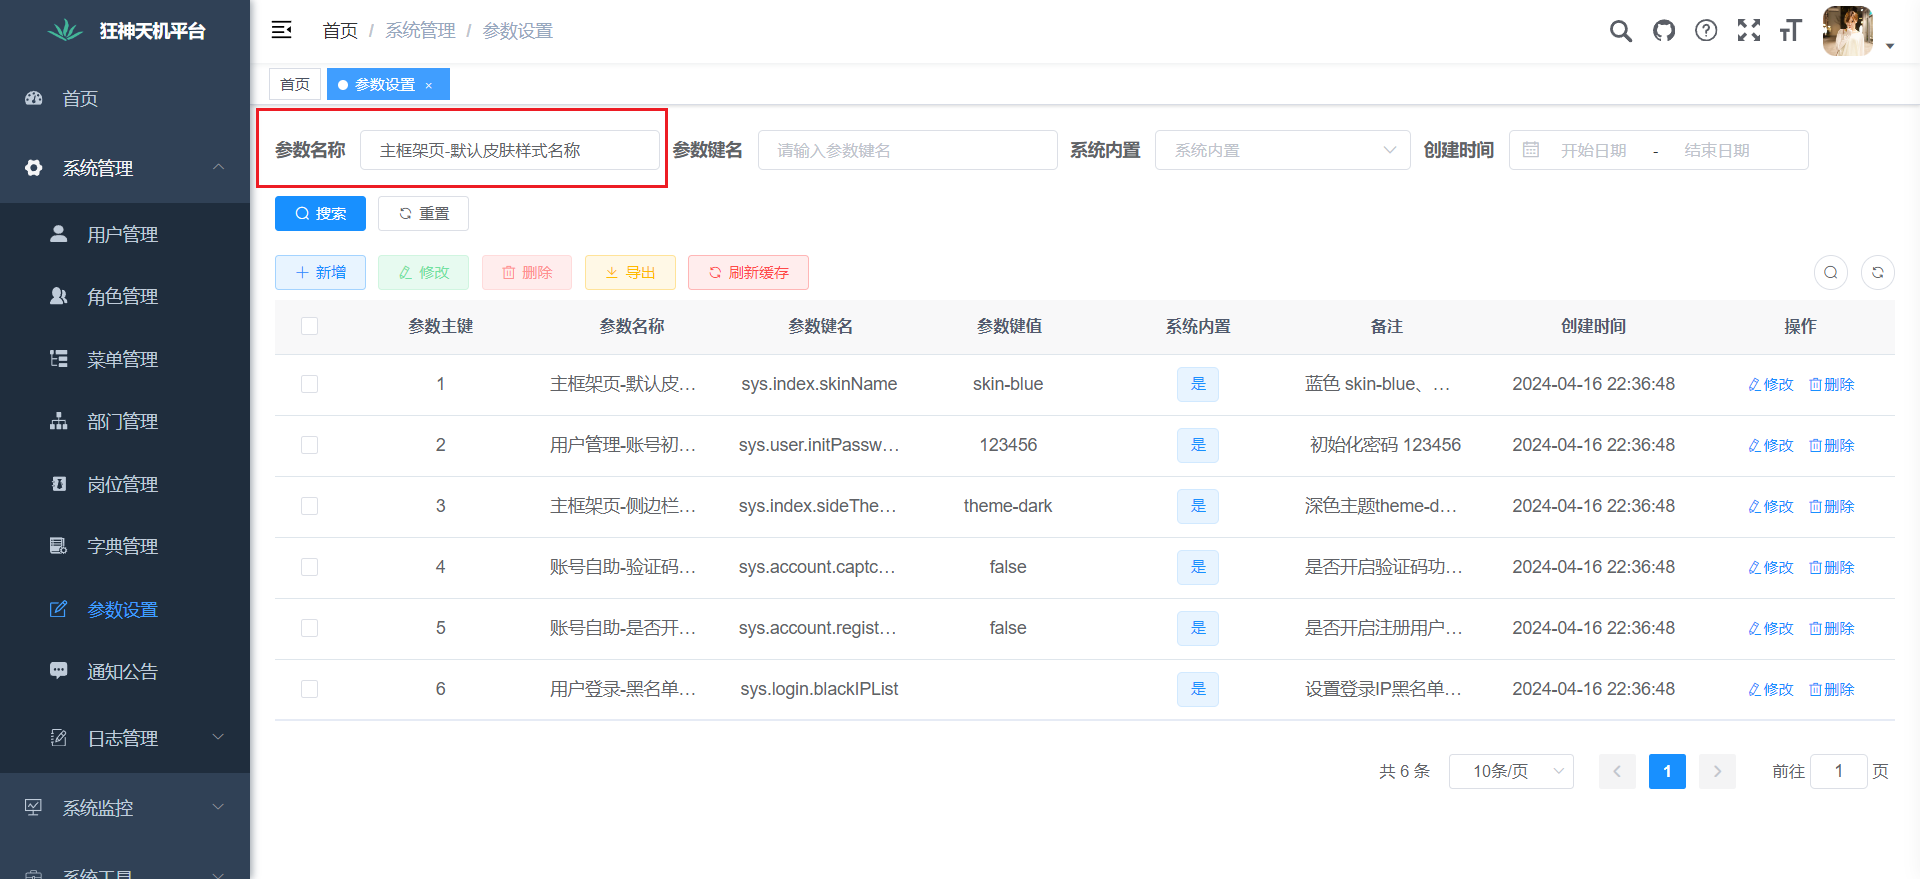 狂神天机平台
首页
系统管理
用户管理
角色管理
菜单管理
部门管理
岗位管理
字典管理
参数设置
通知公告
日志管理
系统监控
系统工具
首页 / 系统管理 / 参数设置
首页 参数设置 ×
参数名称 主框架页-默认皮肤样式名称 参数键名 请输入参数键名 系统内置 系统内置 创建时间 开始日期 - 结束日期
搜索 重置
新增 修改 删除 导出 刷新缓存
参数主键 参数名称 参数键名 参数键值 系统内置 备注 创建时间 操作
1 主框架页-默认皮... sys.index.skinName skin-blue 是 蓝色 skin-blue、... 2024-04-16 22:36:48 修改 删除
2 用户管理-账号初... sys.user.initPassw... 123456 是 初始化密码 123456 2024-04-16 22:36:48 修改 删除
3 主框架页-侧边栏... sys.index.sideThe... theme-dark 是 深色主题theme-d... 2024-04-16 22:36:48 修改 删除
4 账号自助-验证码... sys.account.captc... false 是 是否开启验证码功... 2024-04-16 22:36:48 修改 删除
5 账号自助-是否开... sys.account.regist... false 是 是否开启注册用户... 2024-04-16 22:36:48 修改 删除
6 用户登录-黑名单... sys.login.blackIPList 是 设置登录IP黑名单... 2024-04-16 22:36:48 修改 删除
共 6 条 10条/页 1 前往 1 页